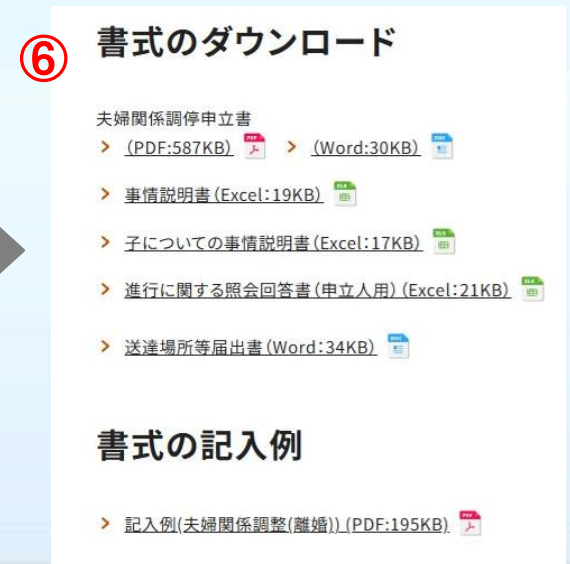 ⑥
書式のダウンロード
夫婦関係調停申立書
> (PDF:587KB) PDF > (Word:30KB) DOC
> 事情説明書(Excel:19KB) XLS
> 子についての事情説明書(Excel:17KB) XLS
> 進行に関する照会回答書(申立人用)(Excel:21KB) XLS
> 送達場所等届出書(Word:34KB) DOC
書式の記入例
> 記入例(夫婦関係調整(離婚)) (PDF:195KB) PDF